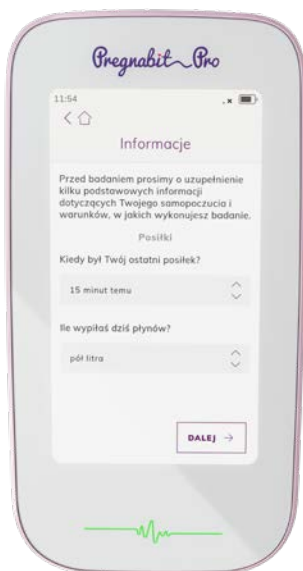 Pregnabit Pro
11:54
Informacje
Przed badaniem prosimy o uzupełnienie
kilku podstawowych informacji
dotyczących Twojego samopoczucia i
warunków, w jakich wykonujesz badanie.
Posiłki
Kiedy był Twój ostatni posiłek?
15 minut temu
Ile wypiłaś dziś płynów?
pół litra
DALEJ →